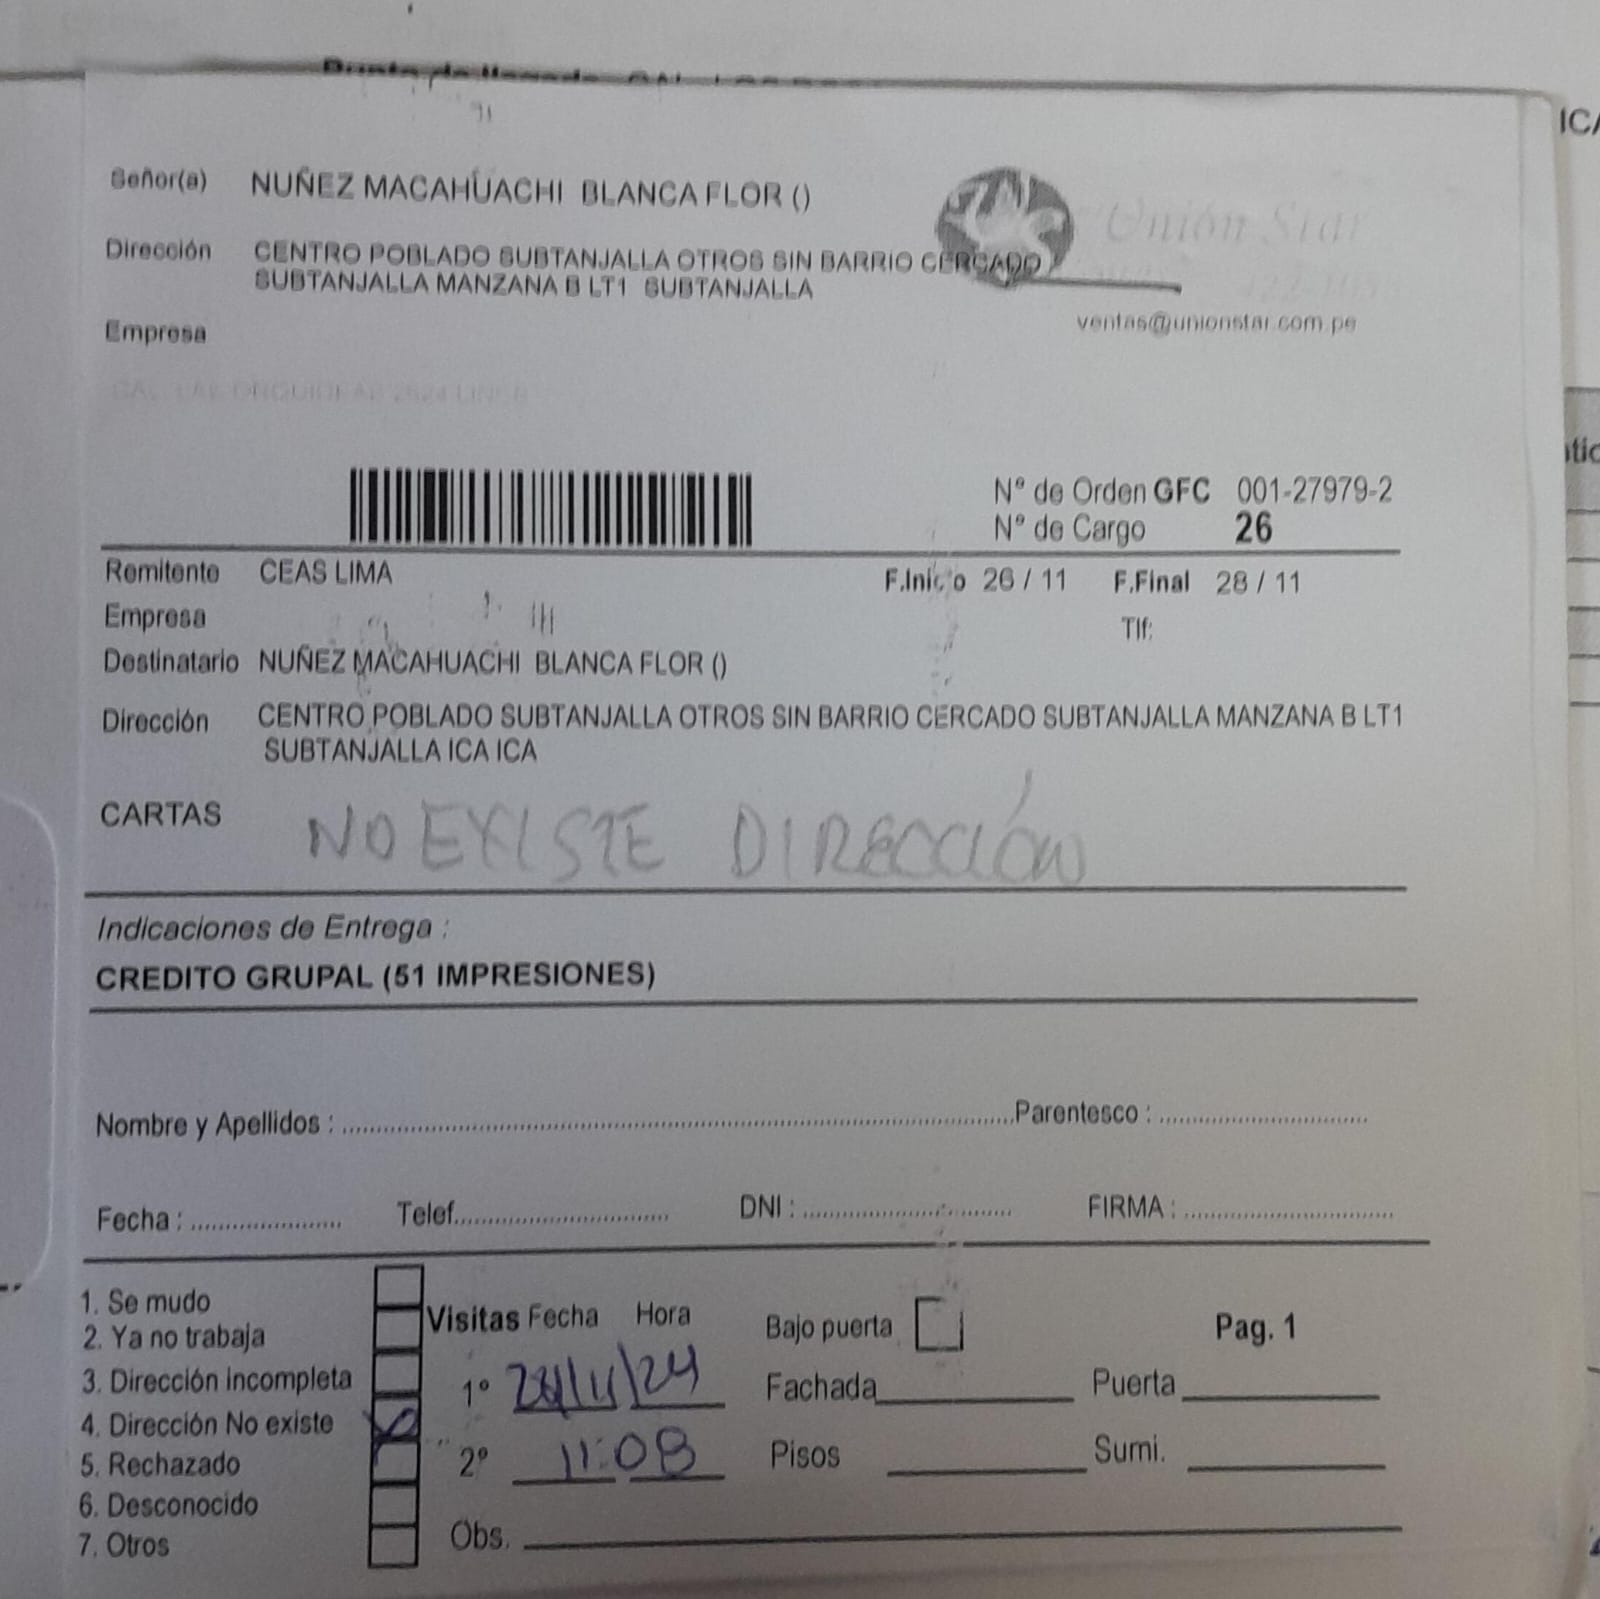 Señor(a) NUÑEZ MACAHUACHI BLANCA FLOR ()
Unión Star
Dirección CENTRO POBLADO SUBTANJALLA OTROS SIN BARRIO CERCADO
SUBTANJALLA MANZANA B LT1 SUBTANJALLA
ventas@unionstar.com.pe
Empresa
Nº de Orden GFC 001-27979-2
Nº de Cargo 26
Remitente CEAS LIMA F.Inicio 26 / 11 F.Final 28 / 11
Empresa Tlf:
Destinatario NUÑEZ MACAHUACHI BLANCA FLOR ()
Dirección CENTRO POBLADO SUBTANJALLA OTROS SIN BARRIO CERCADO SUBTANJALLA MANZANA B LT1
SUBTANJALLA ICA ICA
CARTAS NO EXISTE DIRECCIÓN
Indicaciones de Entrega :
CREDITO GRUPAL (51 IMPRESIONES)
Nombre y Apellidos : Parentesco :
Fecha : Telef. DNI : FIRMA :
1. Se mudo
2. Ya no trabaja
3. Dirección incompleta
4. Dirección No existe
5. Rechazado
6. Desconocido
7. Otros
Visitas Fecha Hora
1º 28/11/24
2º 11:08
Obs.
Bajo puerta
Fachada Puerta
Pisos Sumi.
Pag. 1